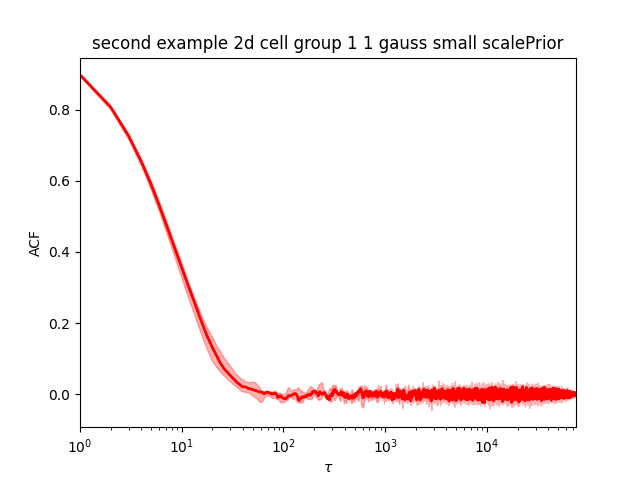 second example 2d cell group 1 1 gauss small scalePrior
0.8
0.6
0.4
0.2
0.0
ACF
10⁰ 10¹ 10² 10³ 10⁴
τ